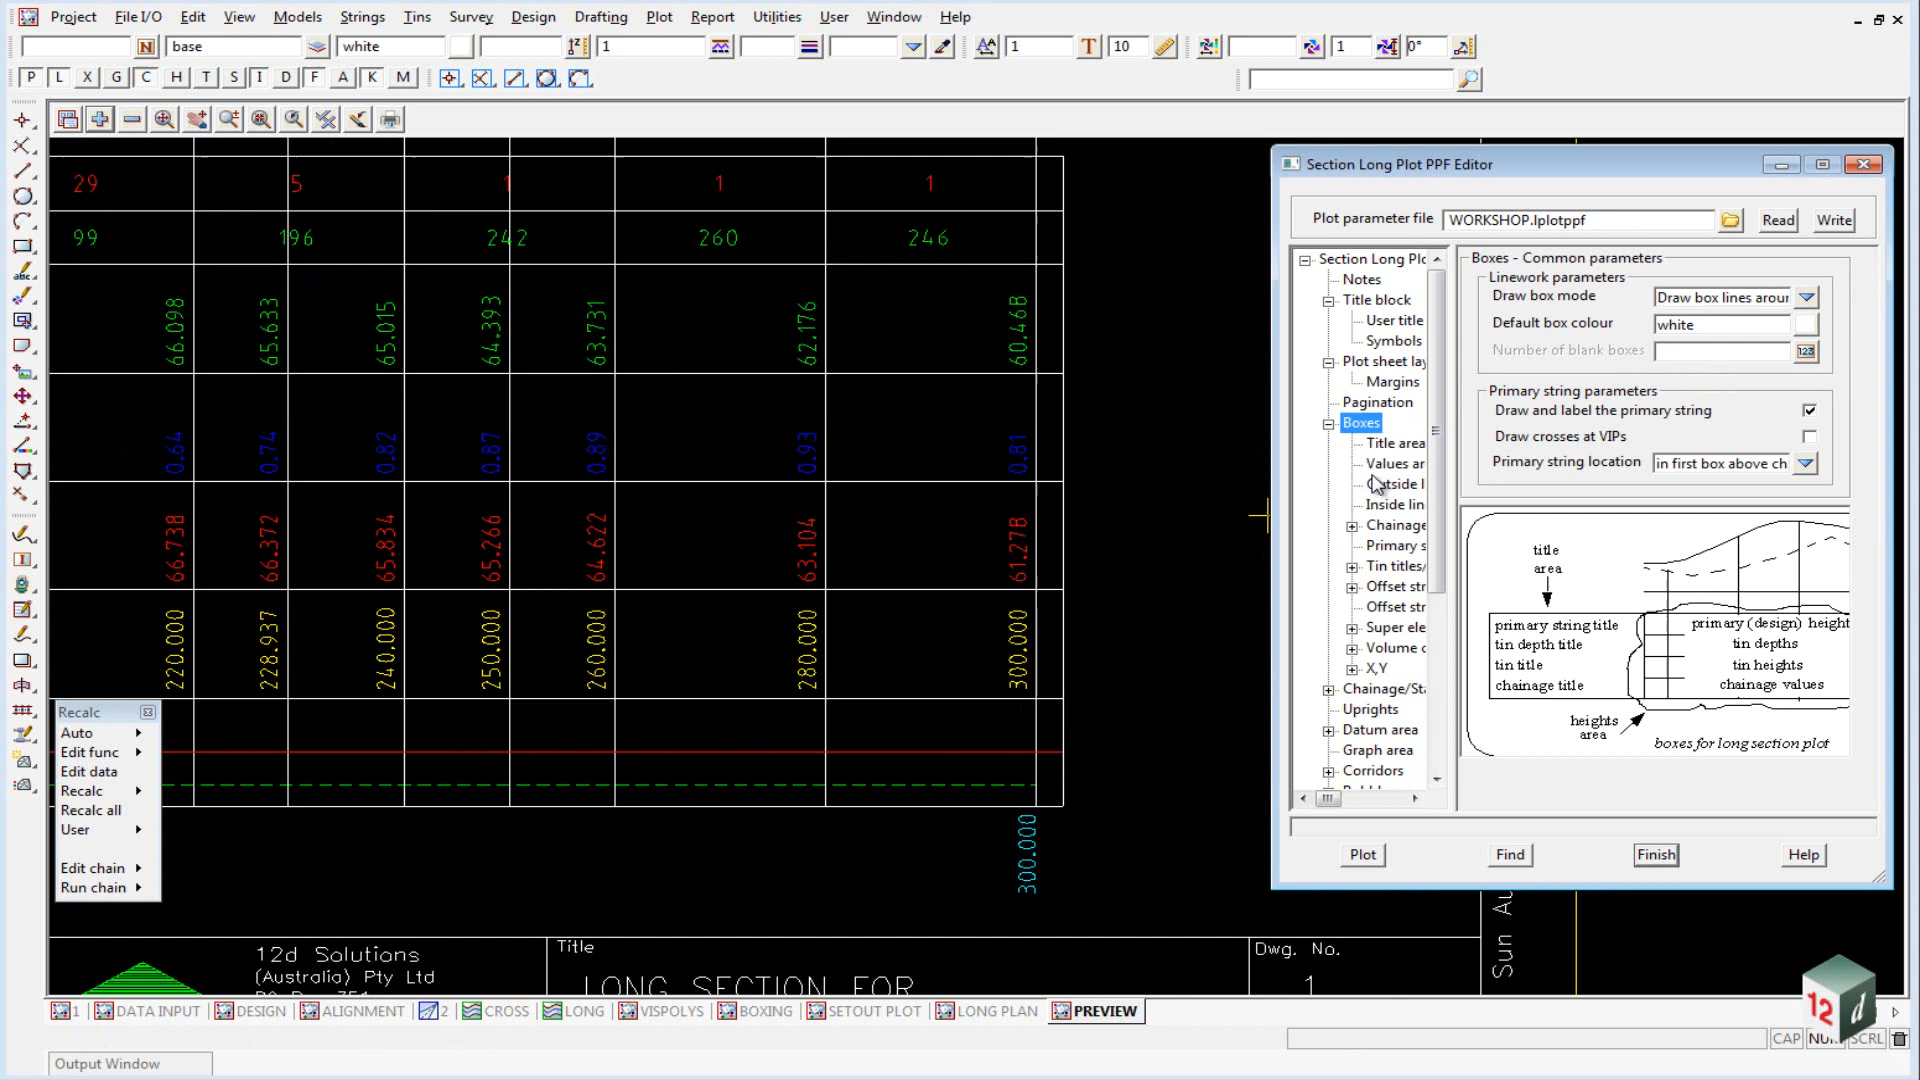 Project File I/O Edit View Models Strings Tins Survey Design Drafting Plot Report Utilities User Window Help
N base white 1 T 1 10 1 0°
P L X G C H T S I D F A K M
29 5 1 1 1
99 196 242 260 246
66.098 65.633 65.015 64.393 63.731 62.176 60.46B
0.64 0.74 0.82 0.87 0.89 0.93 0.81
66.738 66.372 65.834 65.266 64.622 63.104 61.27B
220.000 228.937 240.000 250.000 260.000 280.000 300.000
300.000
Recalc
Auto
Edit func
Edit data
Recalc
Recalc all
User
Edit chain
Run chain
12d Solutions
(Australia) Pty Ltd
Title
LONG SECTION FOR
Dwg. No.
1
Section Long Plot PPF Editor
Plot parameter file WORKSHOP.lplotppf Read Write
Section Long Plc
Notes
Title block
User title
Symbols
Plot sheet lay
Margins
Pagination
Boxes
Title area
Values ar
Outside l
Inside lin
Chainage
Primary s
Tin titles/
Offset str
Offset str
Super ele
Volume c
X,Y
Chainage/Sta
Uprights
Datum area
Graph area
Corridors
Boxes - Common parameters
Linework parameters
Draw box mode Draw box lines arour
Default box colour white
Number of blank boxes 123
Primary string parameters
Draw and label the primary string
Draw crosses at VIPs
Primary string location in first box above ch
title
area
primary string title
tin depth title
tin title
chainage title
primary (design) height
tin depths
tin heights
chainage values
heights
area
boxes for long section plot
Plot Find Finish Help
1 DATA INPUT DESIGN ALIGNMENT 2 CROSS LONG VISPOLYS BOXING SETOUT PLOT LONG PLAN PREVIEW
12d
CAP NUM SCRL
Output Window